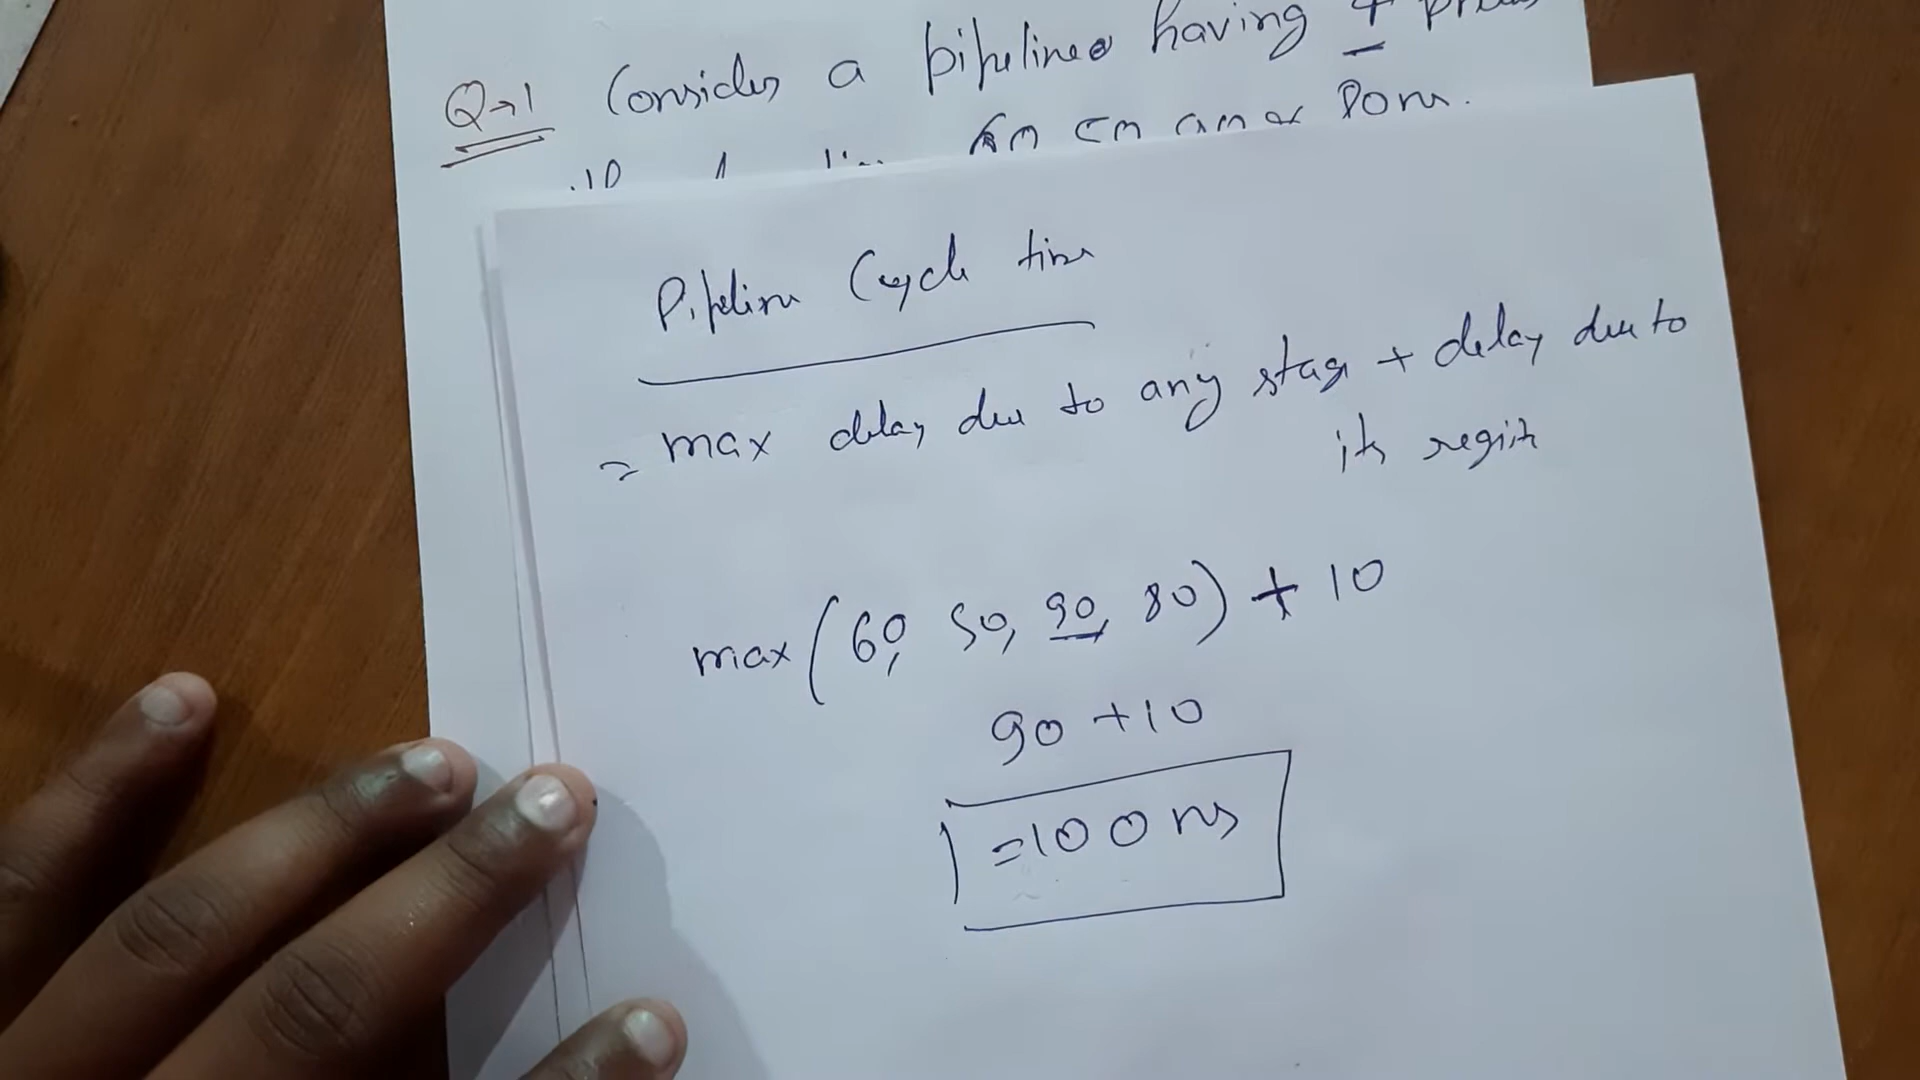 Q→1 Consider a pipeline having 4
Pipeline Cycle time
= max delay due to any stage + delay due to
its register
max (60, 50, 90, 80) + 10
90 + 10
= 100 ns